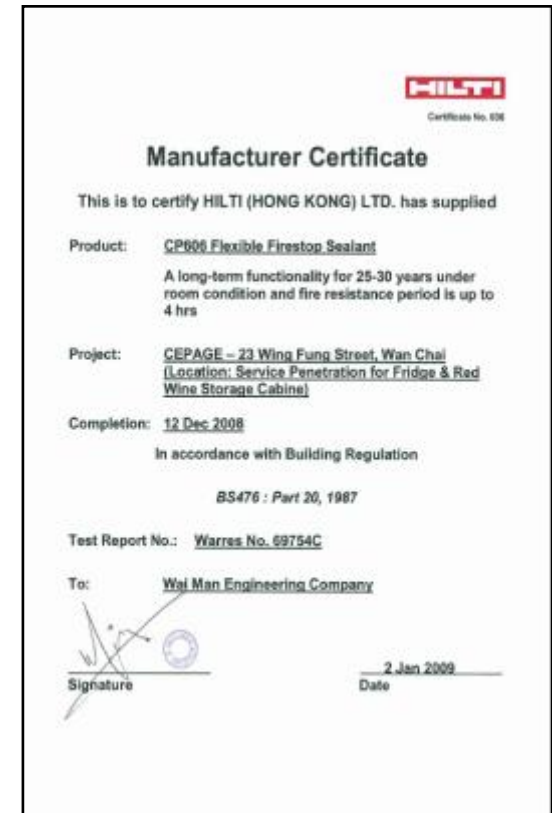 HILTI
Certificate No. 036
Manufacturer Certificate
This is to certify HILTI (HONG KONG) LTD. has supplied
Product: CP606 Flexible Firestop Sealant
A long-term functionality for 25-30 years under
room condition and fire resistance period is up to
4 hrs
Project: CEPAGE – 23 Wing Fung Street, Wan Chai
(Location: Service Penetration for Fridge & Red
Wine Storage Cabine)
Completion: 12 Dec 2008
In accordance with Building Regulation
BS476 : Part 20, 1987
Test Report No.: Warres No. 69754C
To: Wai Man Engineering Company
2 Jan 2009
Signature Date